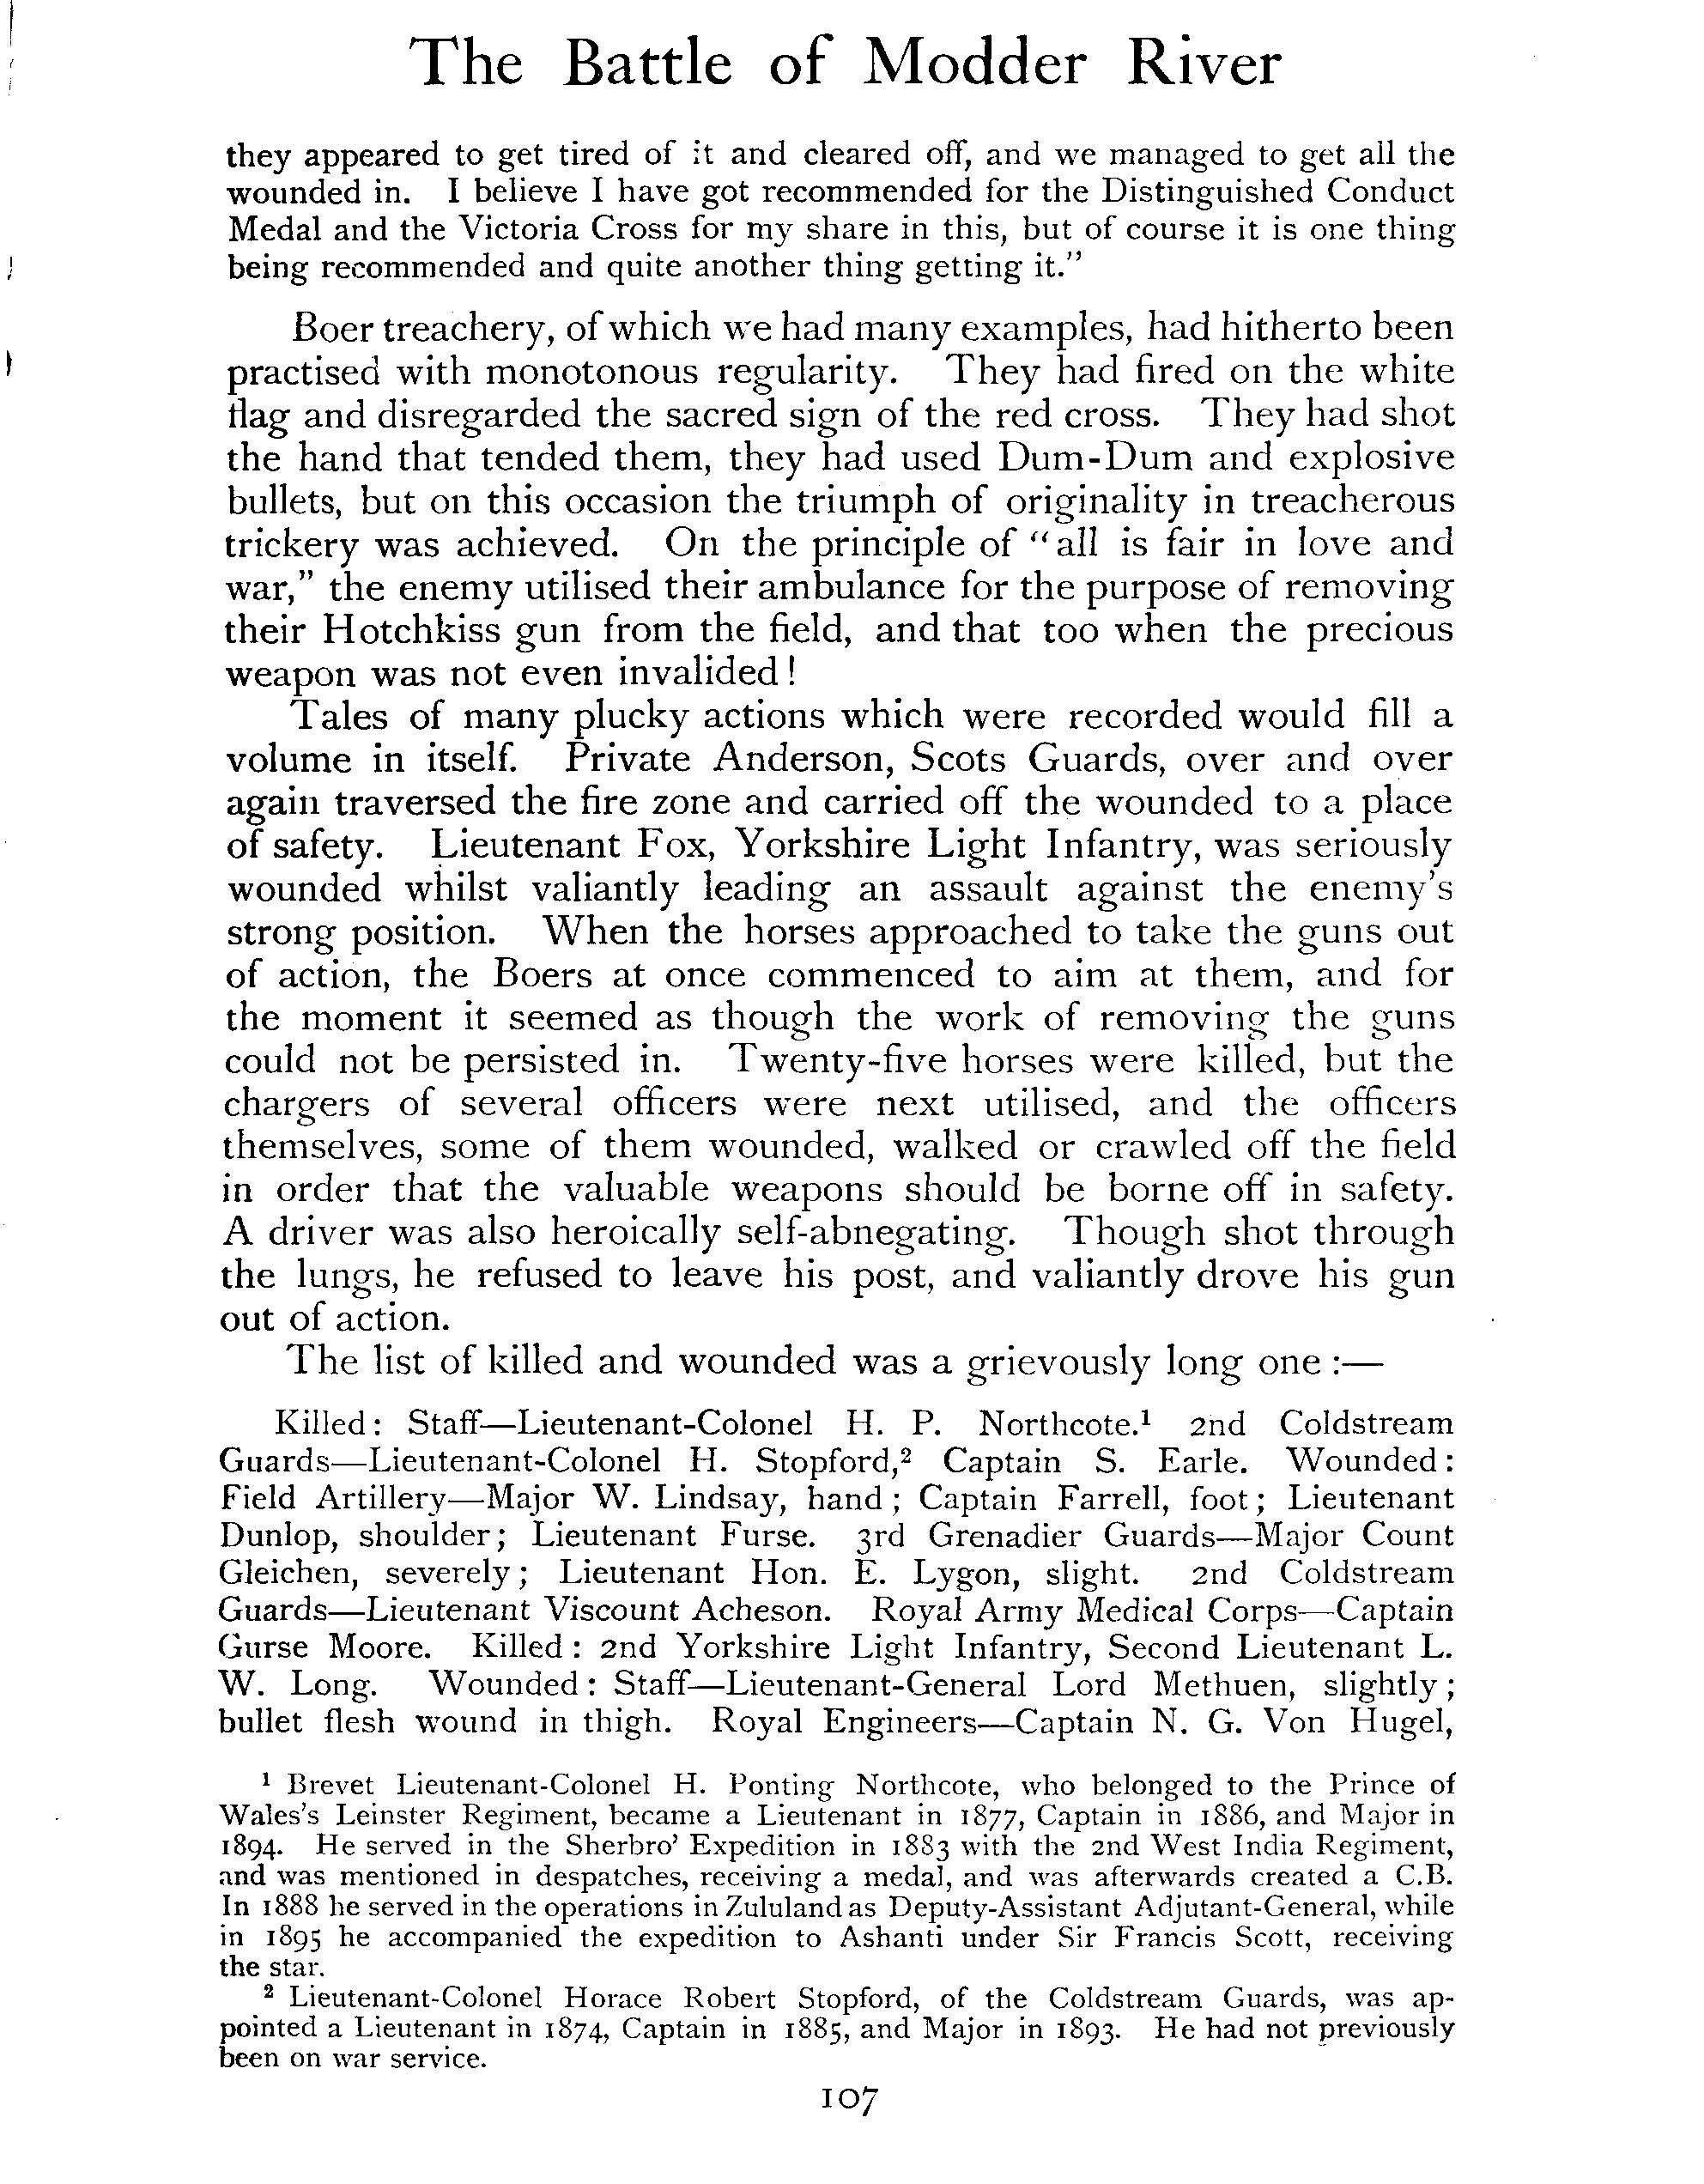 The Battle of Modder River
they appeared to get tired of it and cleared off, and we managed to get all the
wounded in. I believe I have got recommended for the Distinguished Conduct
Medal and the Victoria Cross for my share in this, but of course it is one thing
being recommended and quite another thing getting it."
Boer treachery, of which we had many examples, had hitherto been
practised with monotonous regularity. They had fired on the white
flag and disregarded the sacred sign of the red cross. They had shot
the hand that tended them, they had used Dum-Dum and explosive
bullets, but on this occasion the triumph of originality in treacherous
trickery was achieved. On the principle of "all is fair in love and
war," the enemy utilised their ambulance for the purpose of removing
their Hotchkiss gun from the field, and that too when the precious
weapon was not even invalided!
Tales of many plucky actions which were recorded would fill a
volume in itself. Private Anderson, Scots Guards, over and over
again traversed the fire zone and carried off the wounded to a place
of safety. Lieutenant Fox, Yorkshire Light Infantry, was seriously
wounded whilst valiantly leading an assault against the enemy's
strong position. When the horses approached to take the guns out
of action, the Boers at once commenced to aim at them, and for
the moment it seemed as though the work of removing the guns
could not be persisted in. Twenty-five horses were killed, but the
chargers of several officers were next utilised, and the officers
themselves, some of them wounded, walked or crawled off the field
in order that the valuable weapons should be borne off in safety.
A driver was also heroically self-abnegating. Though shot through
the lungs, he refused to leave his post, and valiantly drove his gun
out of action.
The list of killed and wounded was a grievously long one :—
Killed: Staff—Lieutenant-Colonel H. P. Northcote.¹ 2nd Coldstream
Guards—Lieutenant-Colonel H. Stopford,² Captain S. Earle. Wounded:
Field Artillery—Major W. Lindsay, hand; Captain Farrell, foot; Lieutenant
Dunlop, shoulder; Lieutenant Furse. 3rd Grenadier Guards—Major Count
Gleichen, severely; Lieutenant Hon. E. Lygon, slight. 2nd Coldstream
Guards—Lieutenant Viscount Acheson. Royal Army Medical Corps—Captain
Gurse Moore. Killed: 2nd Yorkshire Light Infantry, Second Lieutenant L.
W. Long. Wounded: Staff—Lieutenant-General Lord Methuen, slightly;
bullet flesh wound in thigh. Royal Engineers—Captain N. G. Von Hugel,
¹ Brevet Lieutenant-Colonel H. Ponting Northcote, who belonged to the Prince of
Wales's Leinster Regiment, became a Lieutenant in 1877, Captain in 1886, and Major in
1894. He served in the Sherbro' Expedition in 1883 with the 2nd West India Regiment,
and was mentioned in despatches, receiving a medal, and was afterwards created a C.B.
In 1888 he served in the operations in Zululand as Deputy-Assistant Adjutant-General, while
in 1895 he accompanied the expedition to Ashanti under Sir Francis Scott, receiving
the star.
² Lieutenant-Colonel Horace Robert Stopford, of the Coldstream Guards, was ap-
pointed a Lieutenant in 1874, Captain in 1885, and Major in 1893. He had not previously
been on war service.
107